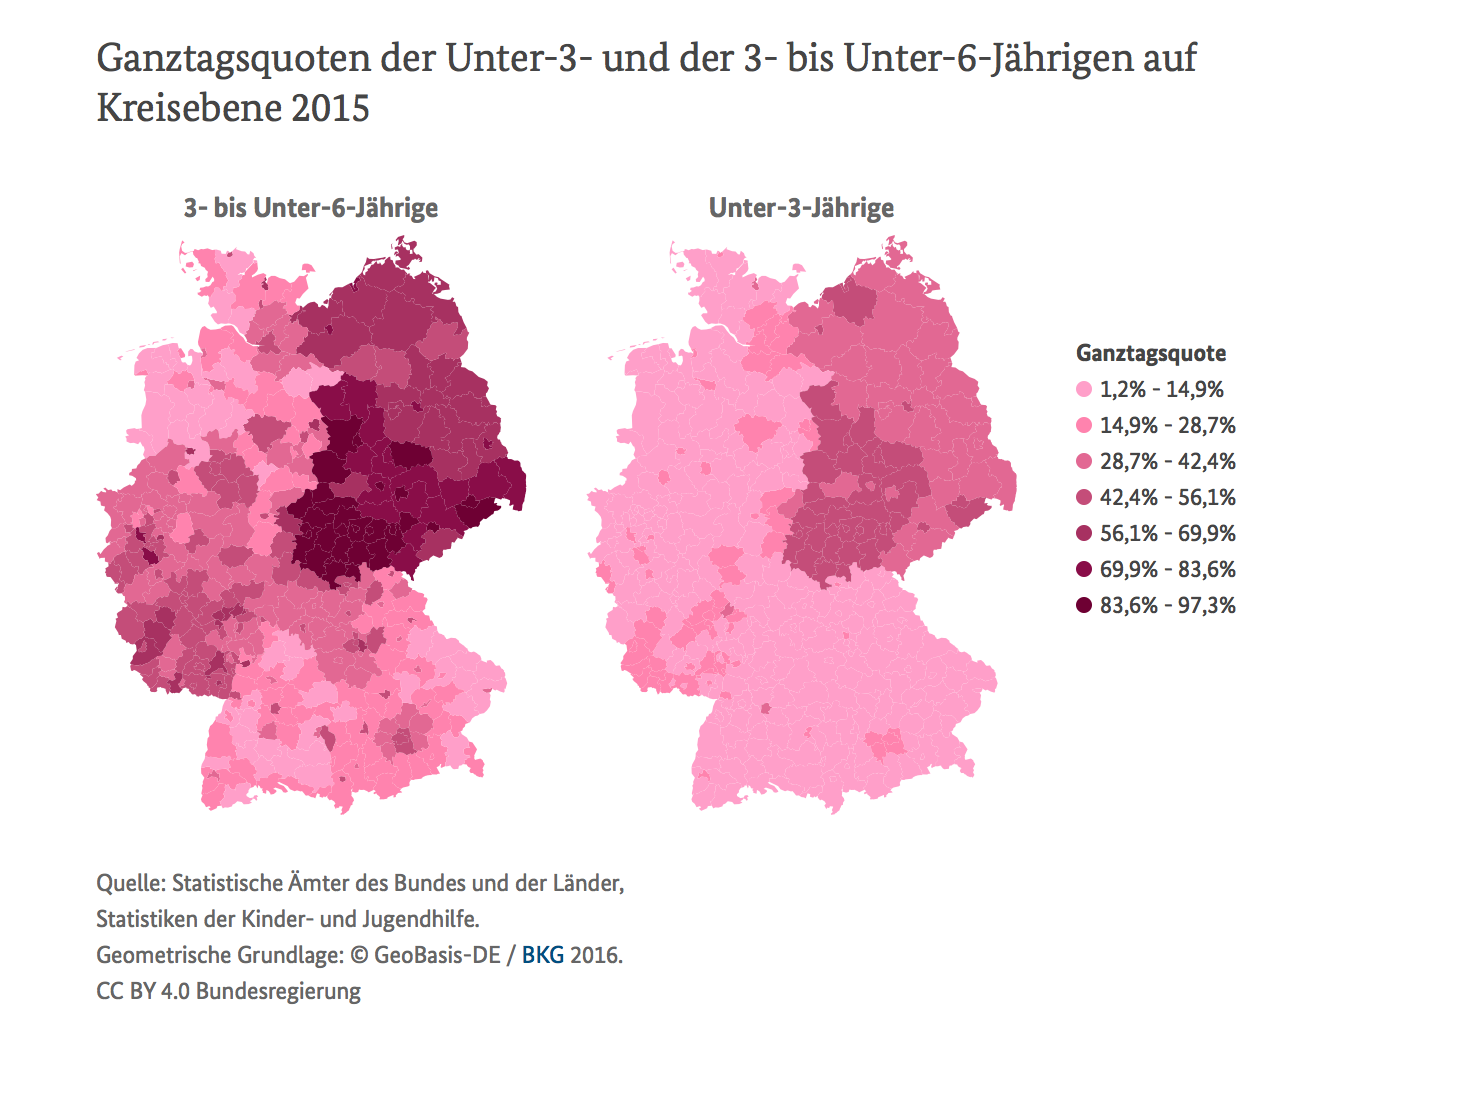 Ganztagsquoten der Unter-3- und der 3- bis Unter-6-Jährigen auf
Kreisebene 2015
3- bis Unter-6-Jährige
Unter-3-Jährige
Ganztagsquote
1,2% - 14,9%
14,9% - 28,7%
28,7% - 42,4%
42,4% - 56,1%
56,1% - 69,9%
69,9% - 83,6%
83,6% - 97,3%
Quelle: Statistische Ämter des Bundes und der Länder,
Statistiken der Kinder- und Jugendhilfe.
Geometrische Grundlage: © GeoBasis-DE / BKG 2016.
CC BY 4.0 Bundesregierung